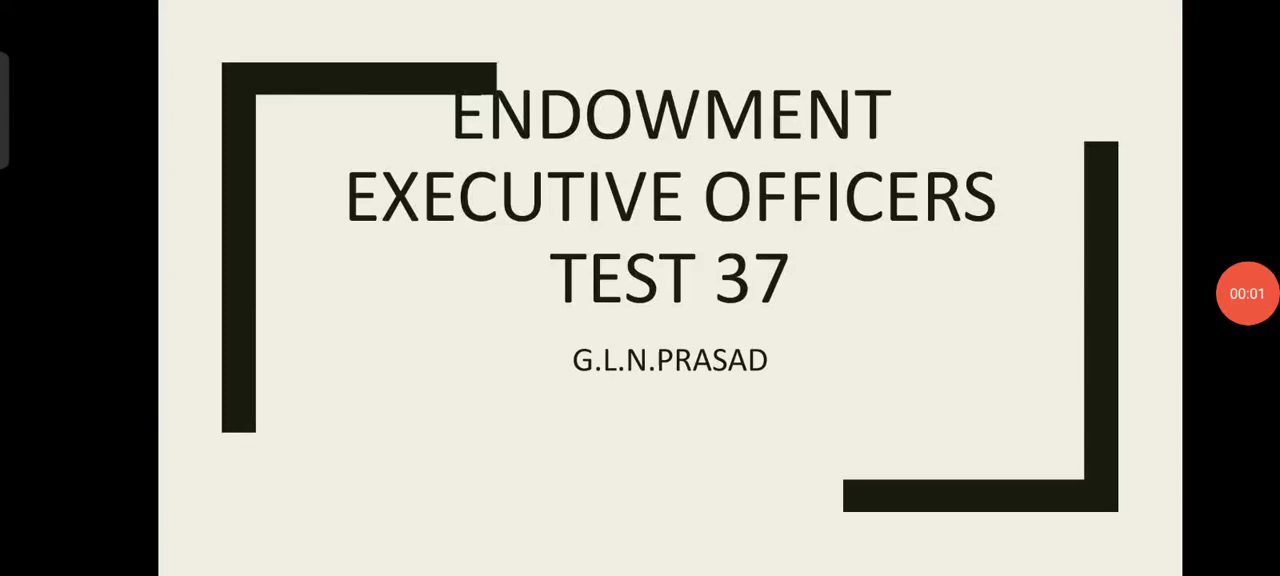 ENDOWMENT
EXECUTIVE OFFICERS
TEST 37
G.L.N.PRASAD
00:01